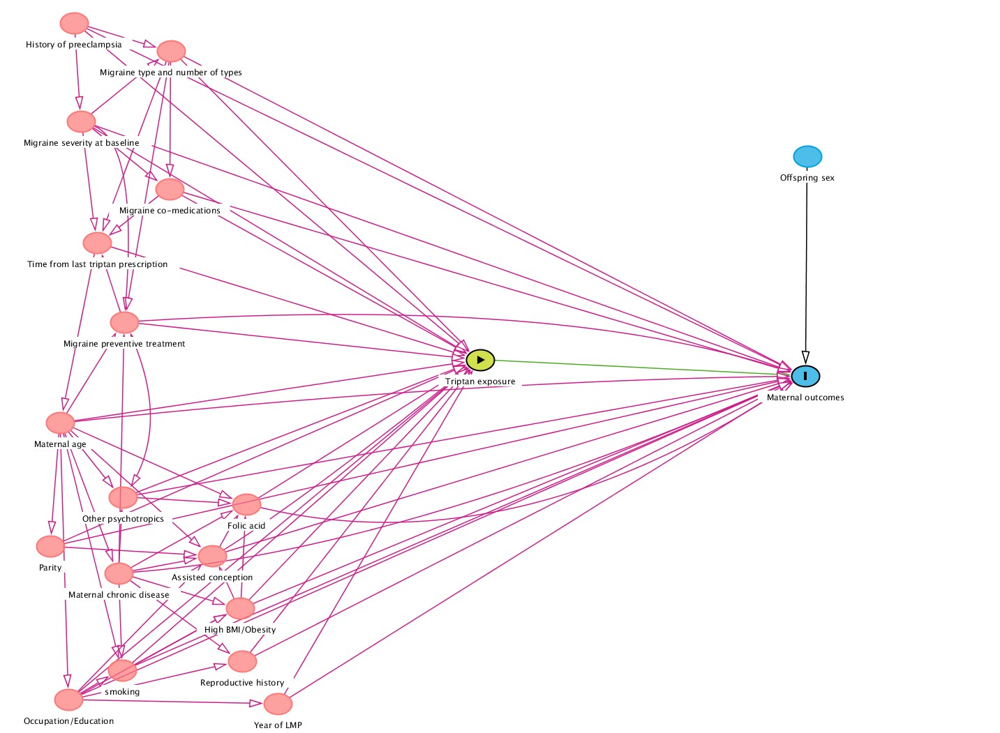 History of preeclampsia
Migraine type and number of types
Migraine severity at baseline
Offspring sex
Migraine co-medications
Time from last triptan prescription
Migraine preventive treatment
Triptan exposure
Maternal outcomes
Maternal age
Other psychotropics
Folic acid
Parity
Assisted conception
Maternal chronic disease
High BMI/Obesity
Reproductive history
smoking
Occupation/Education
Year of LMP